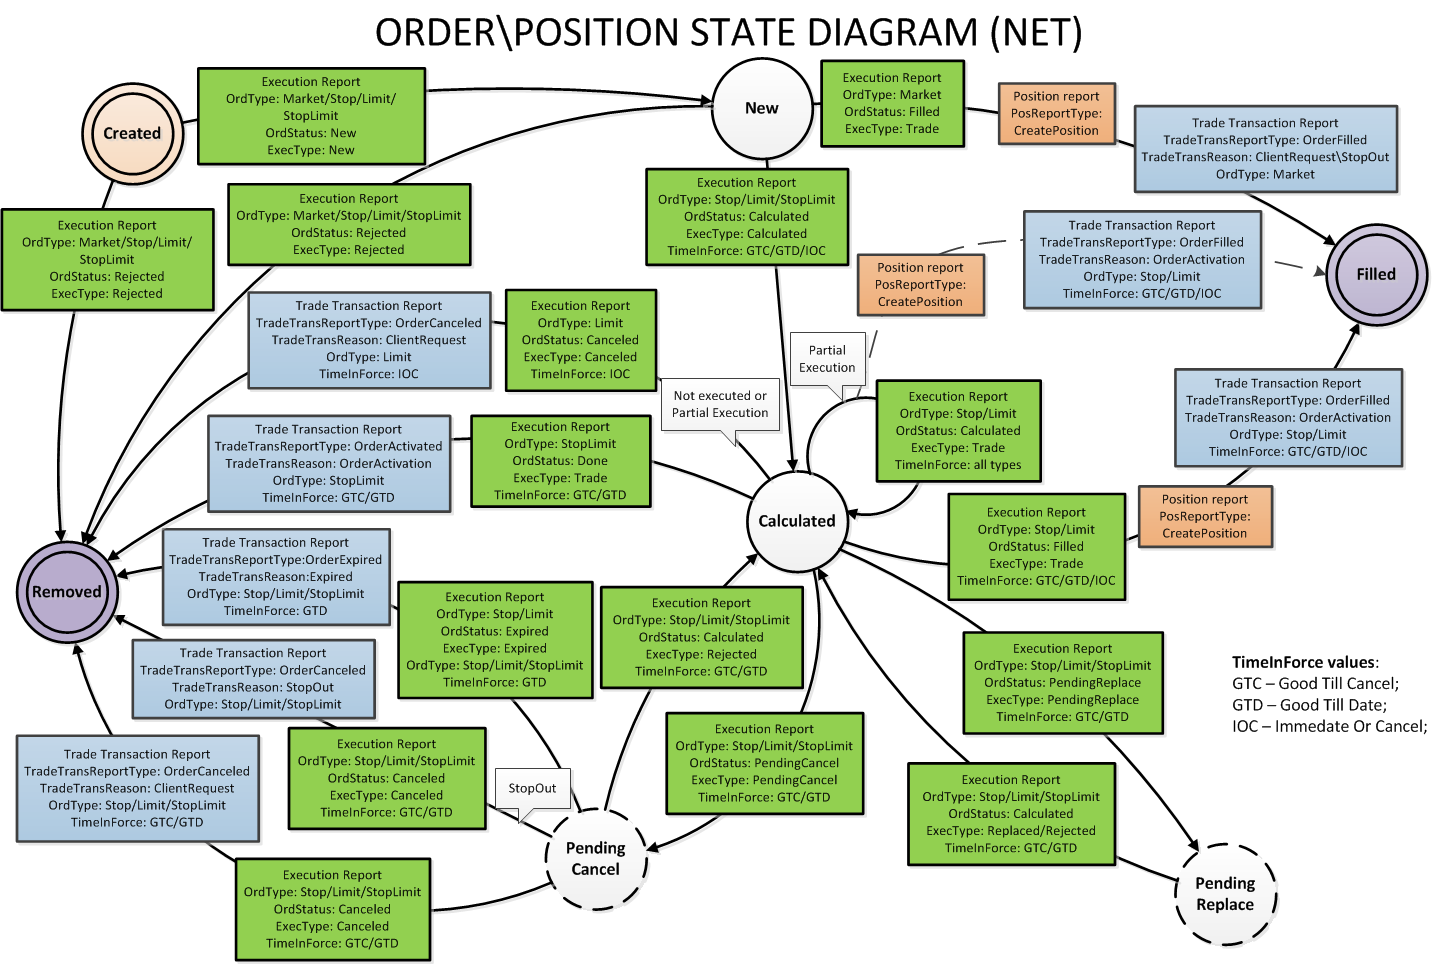 ORDER\POSITION STATE DIAGRAM (NET)
Created
Execution Report
OrdType: Market/Stop/Limit/
StopLimit
OrdStatus: New
ExecType: New
New
Execution Report
OrdType: Market
OrdStatus: Filled
ExecType: Trade
Position report
PosReportType:
CreatePosition
Trade Transaction Report
TradeTransReportType: OrderFilled
TradeTransReason: ClientRequest\StopOut
OrdType: Market
Execution Report
OrdType: Market/Stop/Limit/
StopLimit
OrdStatus: Rejected
ExecType: Rejected
Execution Report
OrdType: Market/Stop/Limit/StopLimit
OrdStatus: Rejected
ExecType: Rejected
Execution Report
OrdType: Stop/Limit/StopLimit
OrdStatus: Calculated
ExecType: Calculated
TimeInForce: GTC/GTD/IOC
Position report
PosReportType:
CreatePosition
Trade Transaction Report
TradeTransReportType: OrderFilled
TradeTransReason: OrderActivation
OrdType: Stop/Limit
TimeInForce: GTC/GTD/IOC
Filled
Trade Transaction Report
TradeTransReportType: OrderCanceled
TradeTransReason: ClientRequest
OrdType: Limit
TimeInForce: IOC
Execution Report
OrdType: Limit
OrdStatus: Canceled
ExecType: Canceled
TimeInForce: IOC
Not executed or
Partial Execution
Partial
Execution
Execution Report
OrdType: Stop/Limit
OrdStatus: Calculated
ExecType: Trade
TimeInForce: all types
Trade Transaction Report
TradeTransReportType: OrderFilled
TradeTransReason: OrderActivation
OrdType: Stop/Limit
TimeInForce: GTC/GTD/IOC
Trade Transaction Report
TradeTransReportType: OrderActivated
TradeTransReason: OrderActivation
OrdType: StopLimit
TimeInForce: GTC/GTD
Execution Report
OrdType: StopLimit
OrdStatus: Done
ExecType: Trade
TimeInForce: GTC/GTD
Calculated
Execution Report
OrdType: Stop/Limit
OrdStatus: Filled
ExecType: Trade
TimeInForce: GTC/GTD/IOC
Position report
PosReportType:
CreatePosition
Removed
Trade Transaction Report
TradeTransReportType:OrderExpired
TradeTransReason:Expired
OrdType: Stop/Limit/StopLimit
TimeInForce: GTD
Execution Report
OrdType: Stop/Limit
OrdStatus: Expired
ExecType: Expired
OrdType: Stop/Limit/StopLimit
TimeInForce: GTD
Execution Report
OrdType: Stop/Limit/StopLimit
OrdStatus: Calculated
ExecType: Rejected
TimeInForce: GTC/GTD
Execution Report
OrdType: Stop/Limit/StopLimit
OrdStatus: PendingReplace
ExecType: PendingReplace
TimeInForce: GTC/GTD
TimeInForce values:
GTC – Good Till Cancel;
GTD – Good Till Date;
IOC – Immedate Or Cancel;
Trade Transaction Report
TradeTransReportType: OrderCanceled
TradeTransReason: StopOut
OrdType: Stop/Limit/StopLimit
Execution Report
OrdType: Stop/Limit/StopLimit
OrdStatus: Canceled
ExecType: Canceled
TimeInForce: GTC/GTD
StopOut
Execution Report
OrdType: Stop/Limit/StopLimit
OrdStatus: PendingCancel
ExecType: PendingCancel
TimeInForce: GTC/GTD
Execution Report
OrdType: Stop/Limit/StopLimit
OrdStatus: Calculated
ExecType: Replaced/Rejected
TimeInForce: GTC/GTD
Trade Transaction Report
TradeTransReportType: OrderCanceled
TradeTransReason: ClientRequest
OrdType: Stop/Limit/StopLimit
TimeInForce: GTC/GTD
Pending
Cancel
Execution Report
OrdType: Stop/Limit/StopLimit
OrdStatus: Canceled
ExecType: Canceled
TimeInForce: GTC/GTD
Pending
Replace